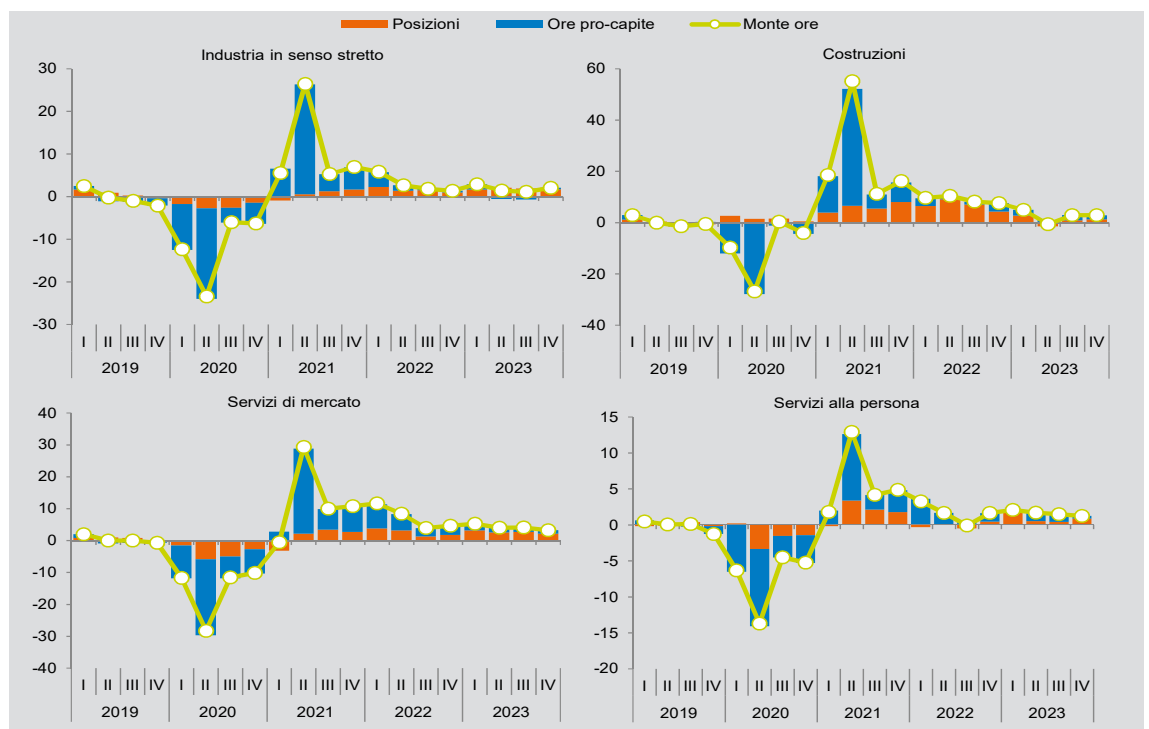 Posizioni Ore pro-capite Monte ore
Industria in senso stretto
30
20
10
0
-10
-20
-30
I II III IV I II III IV I II III IV I II III IV I II III IV
2019 2020 2021 2022 2023
Costruzioni
60
40
20
0
-20
-40
I II III IV I II III IV I II III IV I II III IV I II III IV
2019 2020 2021 2022 2023
Servizi di mercato
40
30
20
10
0
-10
-20
-30
-40
I II III IV I II III IV I II III IV I II III IV I II III IV
2019 2020 2021 2022 2023
Servizi alla persona
15
10
5
0
-5
-10
-15
-20
I II III IV I II III IV I II III IV I II III IV I II III IV
2019 2020 2021 2022 2023